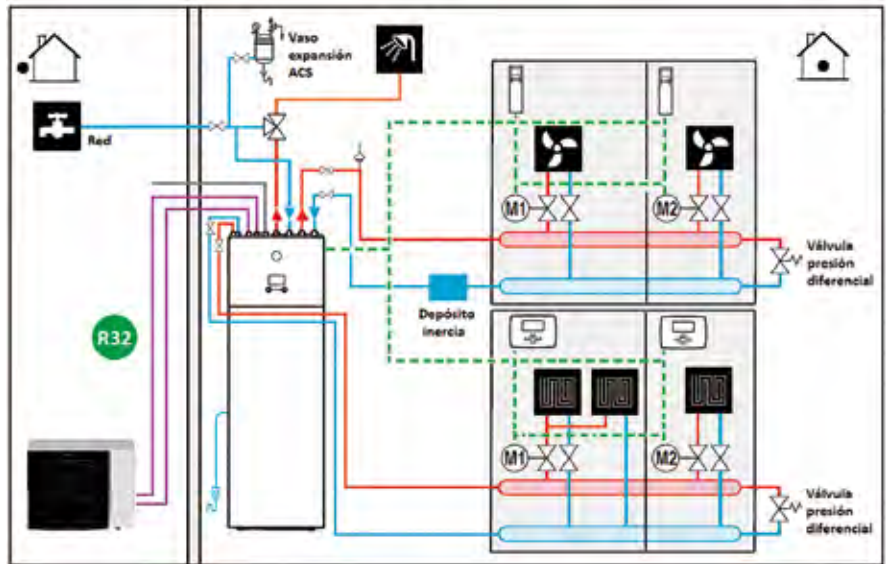 Vaso
expansión
ACS
Red
M1
M2
Válvula
presión
diferencial
Depósito
inercia
R32
M1
M2
Válvula
presión
diferencial